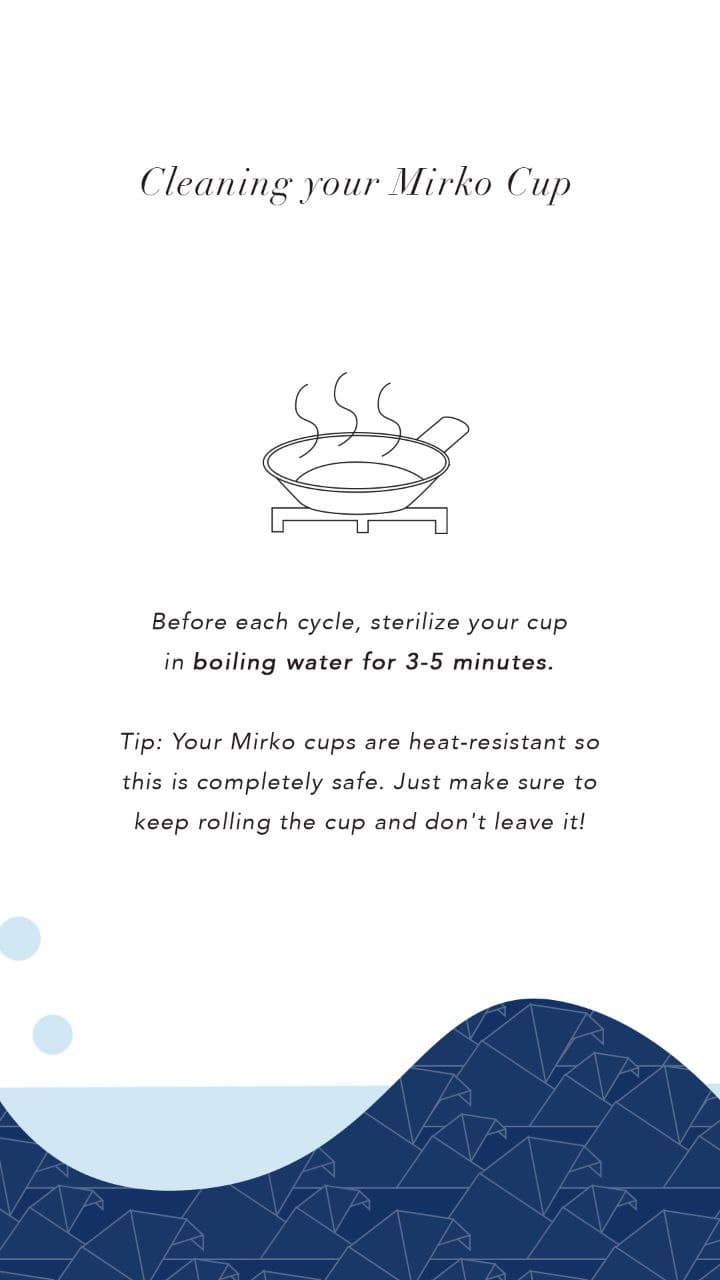 Cleaning your Mirko Cup
Before each cycle, sterilize your cup
in boiling water for 3-5 minutes.
Tip: Your Mirko cups are heat-resistant so
this is completely safe. Just make sure to
keep rolling the cup and don't leave it!